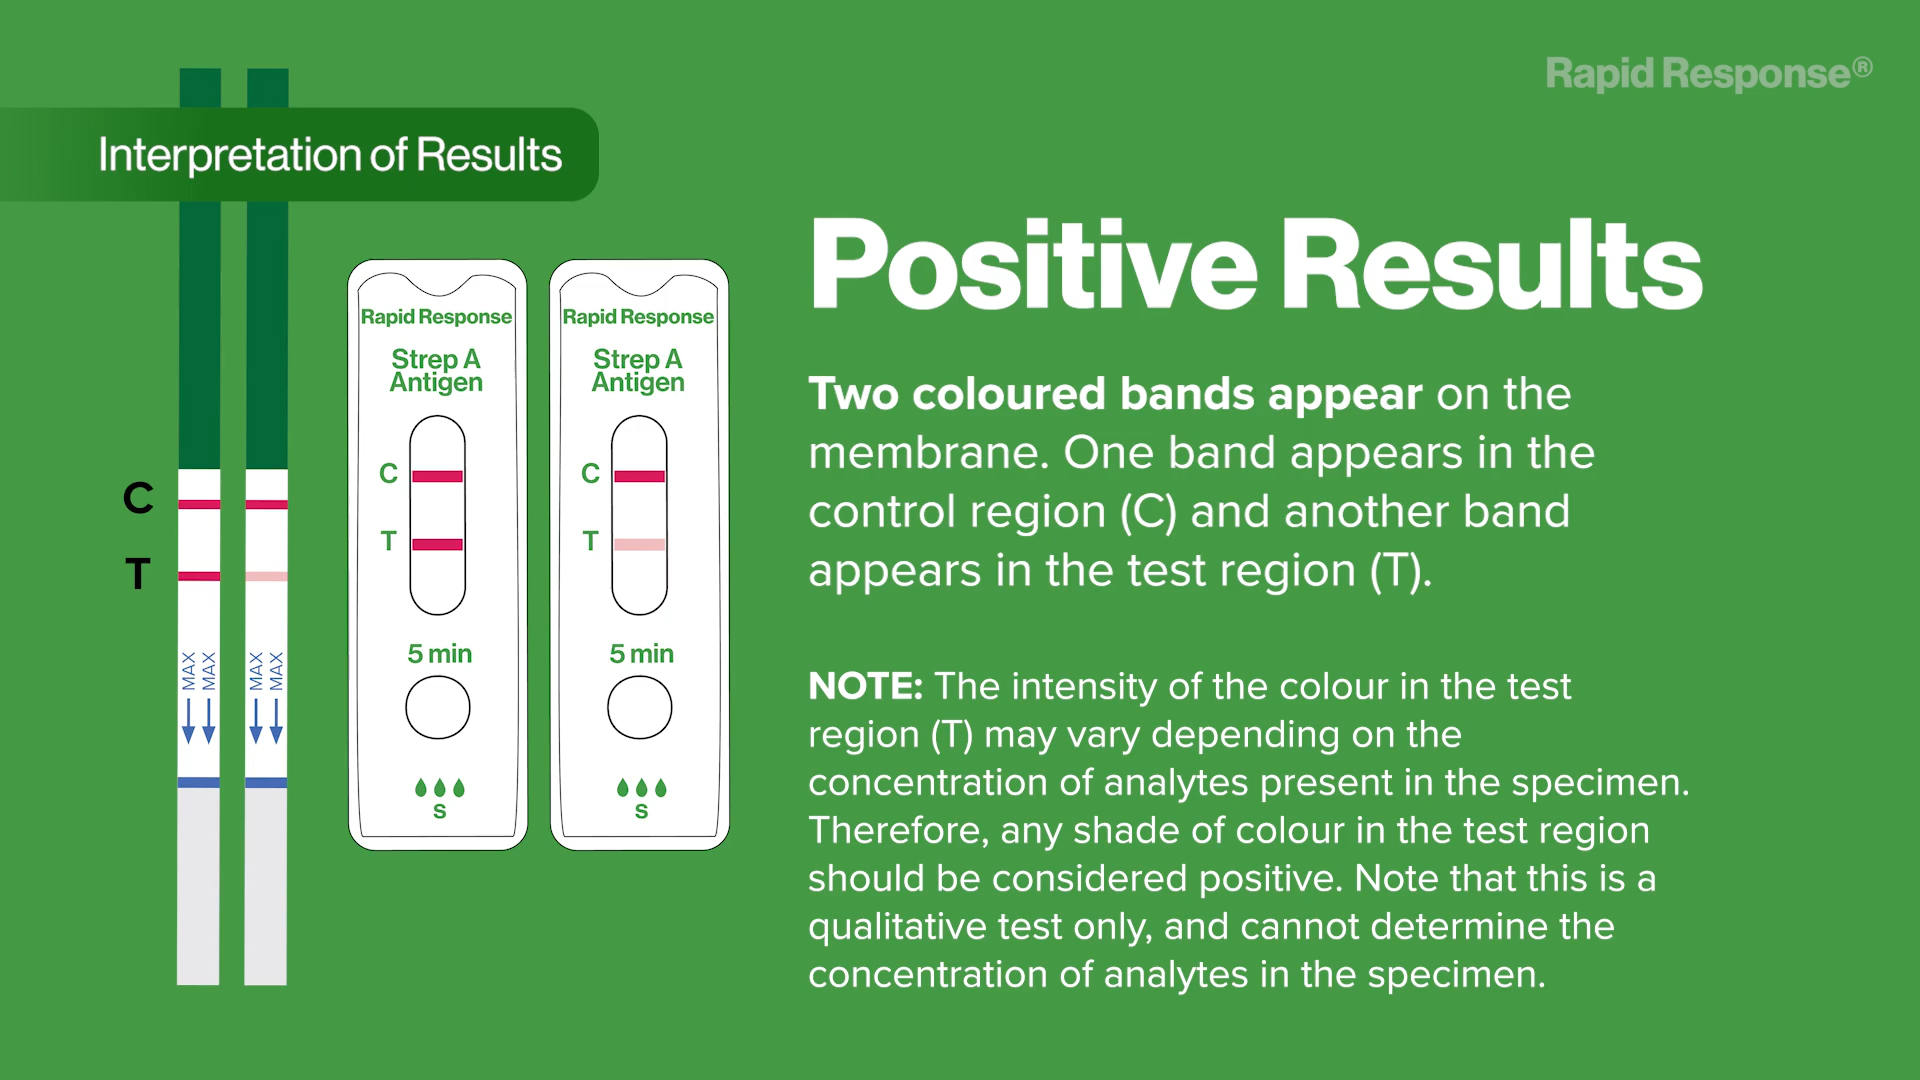 Rapid Response®
Interpretation of Results
Positive Results
Two coloured bands appear on the
membrane. One band appears in the
control region (C) and another band
appears in the test region (T).
NOTE: The intensity of the colour in the test
region (T) may vary depending on the
concentration of analytes present in the specimen.
Therefore, any shade of colour in the test region
should be considered positive. Note that this is a
qualitative test only, and cannot determine the
concentration of analytes in the specimen.
C
T
MAX
MAX
MAX
MAX
Rapid Response
Strep A
Antigen
C
T
5 min
S
Rapid Response
Strep A
Antigen
C
T
5 min
S